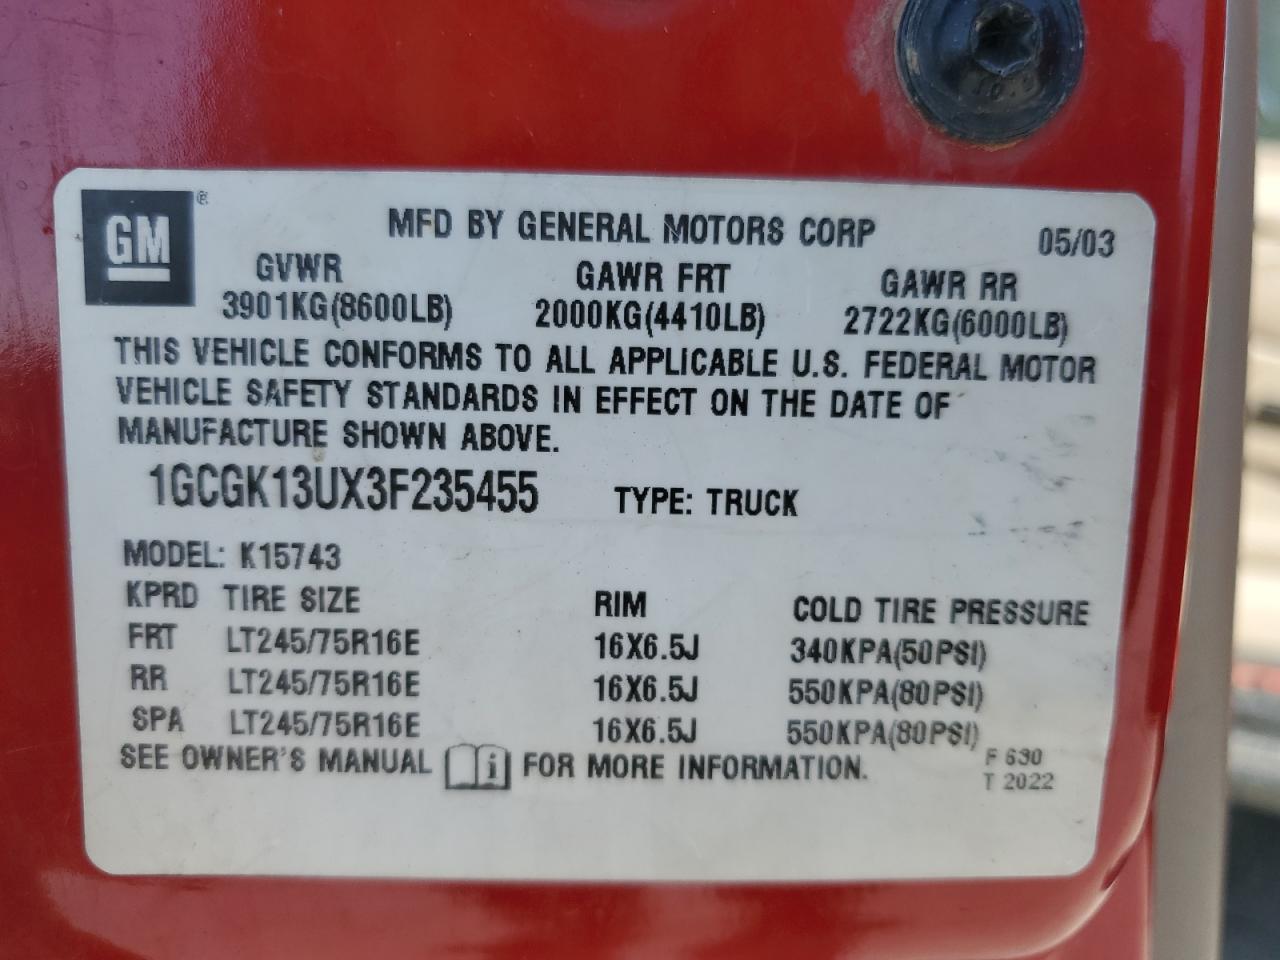 GM ®
MFD BY GENERAL MOTORS CORP 05/03
GVWR GAWR FRT GAWR RR
3901KG(8600LB) 2000KG(4410LB) 2722KG(6000LB)
THIS VEHICLE CONFORMS TO ALL APPLICABLE U.S. FEDERAL MOTOR
VEHICLE SAFETY STANDARDS IN EFFECT ON THE DATE OF
MANUFACTURE SHOWN ABOVE.
1GCGK13UX3F235455 TYPE: TRUCK
MODEL: K15743
KPRD TIRE SIZE RIM COLD TIRE PRESSURE
FRT LT245/75R16E 16X6.5J 340KPA(50PSI)
RR LT245/75R16E 16X6.5J 550KPA(80PSI)
SPA LT245/75R16E 16X6.5J 550KPA(80PSI)
SEE OWNER'S MANUAL i FOR MORE INFORMATION.
F 630
T 2022